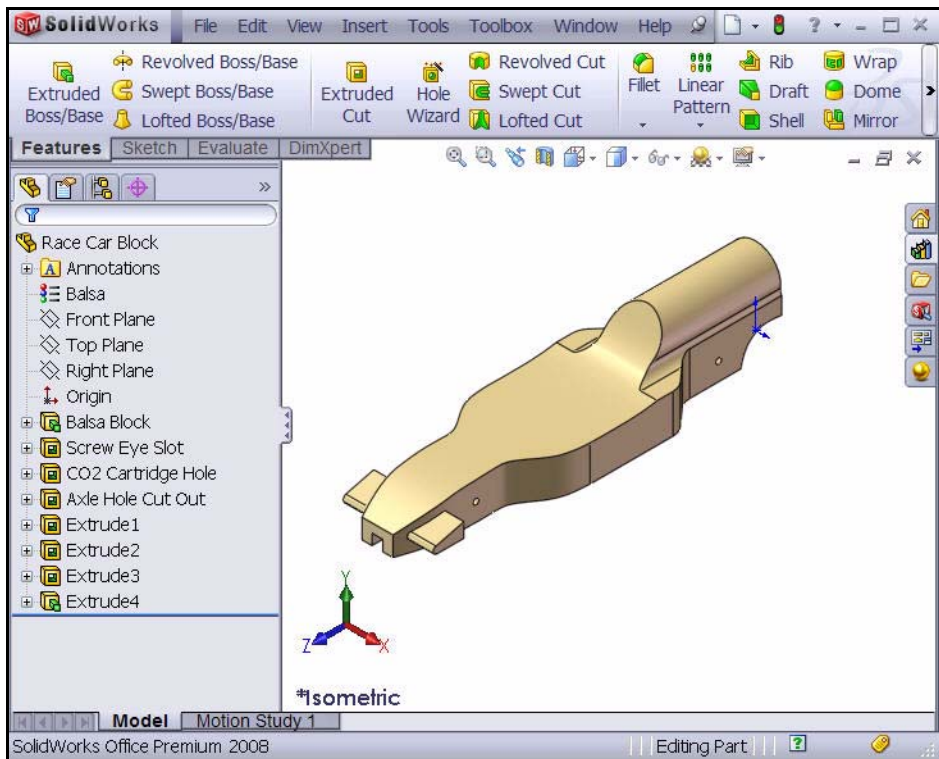 SolidWorks File Edit View Insert Tools Toolbox Window Help ?
Extruded Boss/Base
Revolved Boss/Base
Swept Boss/Base
Lofted Boss/Base
Extruded Cut
Hole Wizard
Revolved Cut
Swept Cut
Lofted Cut
Fillet
Linear Pattern
Rib
Draft
Shell
Wrap
Dome
Mirror
Features Sketch Evaluate DimXpert
Race Car Block
A Annotations
Balsa
Front Plane
Top Plane
Right Plane
Origin
Balsa Block
Screw Eye Slot
CO2 Cartridge Hole
Axle Hole Cut Out
Extrude1
Extrude2
Extrude3
Extrude4
Y
Z X
*Isometric
Model Motion Study 1
SolidWorks Office Premium 2008 Editing Part ?